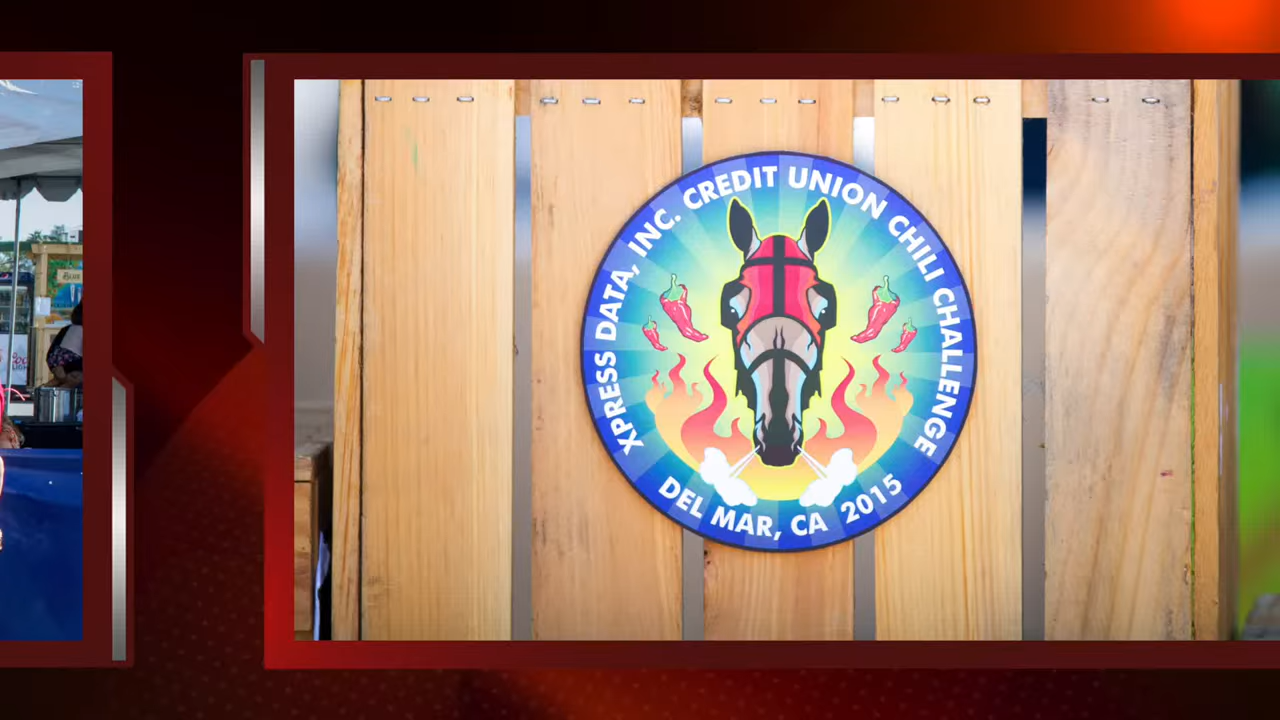 XPRESS DATA, INC. CREDIT UNION CHILI CHALLENGE
DEL MAR, CA 2015